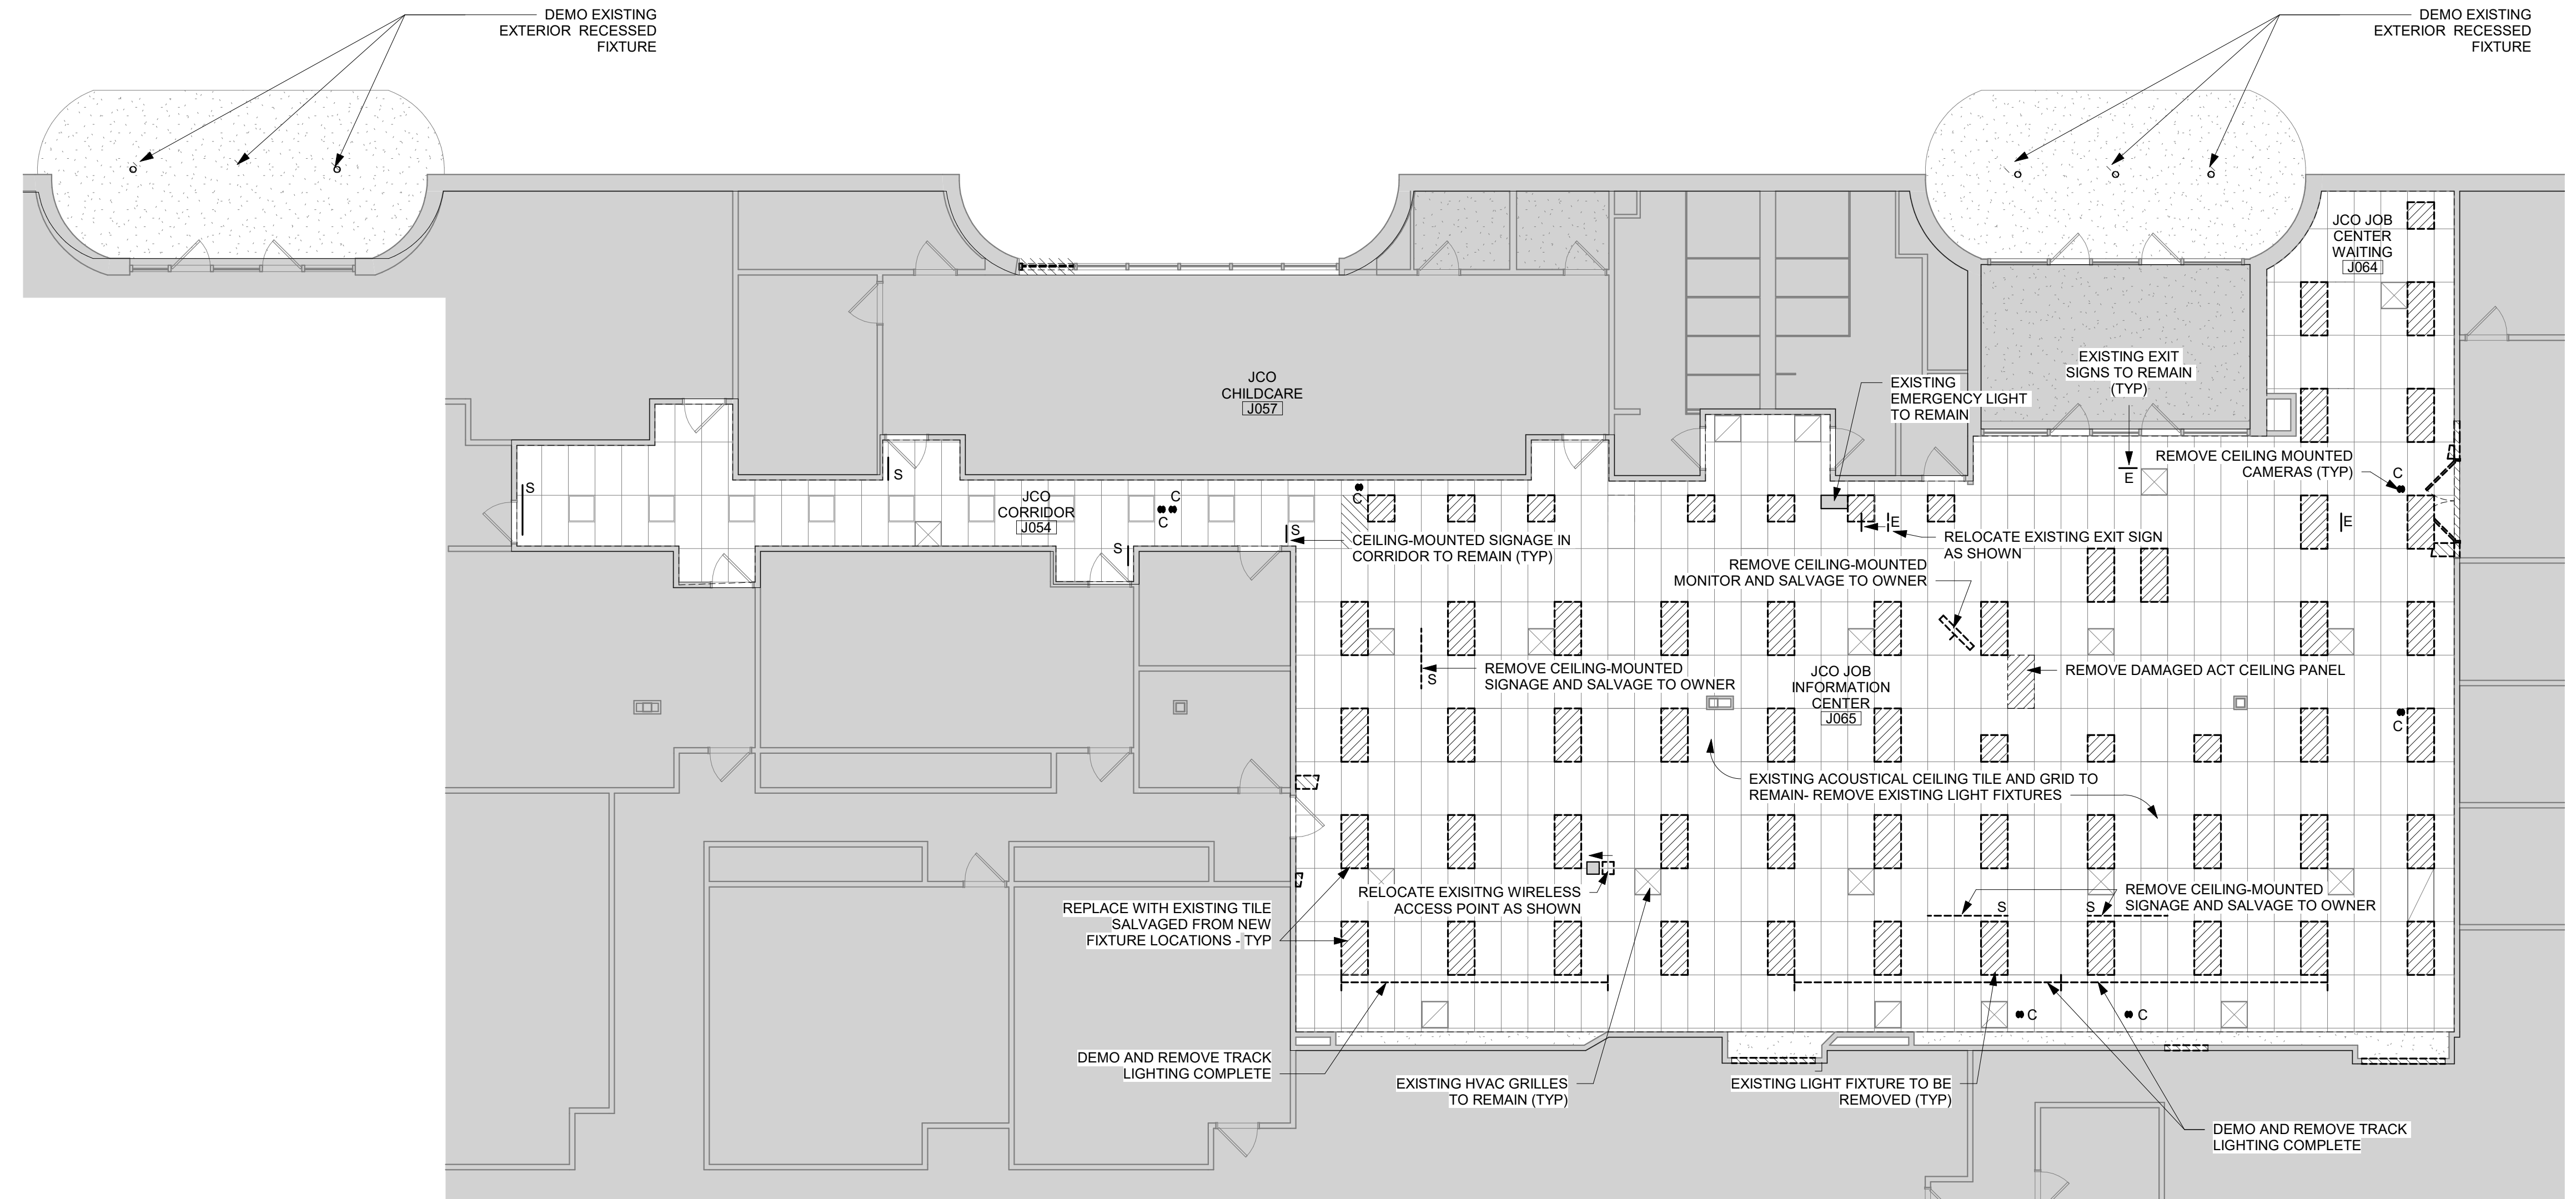 DEMO EXISTING
EXTERIOR RECESSED
FIXTURE
DEMO EXISTING
EXTERIOR RECESSED
FIXTURE
JCO JOB
CENTER
WAITING
J064
EXISTING EXIT
SIGNS TO REMAIN
(TYP)
E
JCO
CHILDCARE
J057
EXISTING
EMERGENCY LIGHT
TO REMAIN
REMOVE CEILING MOUNTED
CAMERAS (TYP)
C
S
S
JCO
CORRIDOR
J054
C
C
S
S
C
CEILING-MOUNTED SIGNAGE IN
CORRIDOR TO REMAIN (TYP)
E
RELOCATE EXISTING EXIT SIGN
AS SHOWN
E
REMOVE CEILING-MOUNTED
MONITOR AND SALVAGE TO OWNER
REMOVE CEILING-MOUNTED
SIGNAGE AND SALVAGE TO OWNER
S
JCO JOB
INFORMATION
CENTER
J065
REMOVE DAMAGED ACT CEILING PANEL
C
EXISTING ACOUSTICAL CEILING TILE AND GRID TO
REMAIN- REMOVE EXISTING LIGHT FIXTURES
RELOCATE EXISITNG WIRELESS
ACCESS POINT AS SHOWN
REPLACE WITH EXISTING TILE
SALVAGED FROM NEW
FIXTURE LOCATIONS - TYP
S
S
REMOVE CEILING-MOUNTED
SIGNAGE AND SALVAGE TO OWNER
C
C
DEMO AND REMOVE TRACK
LIGHTING COMPLETE
EXISTING HVAC GRILLES
TO REMAIN (TYP)
EXISTING LIGHT FIXTURE TO BE
REMOVED (TYP)
DEMO AND REMOVE TRACK
LIGHTING COMPLETE